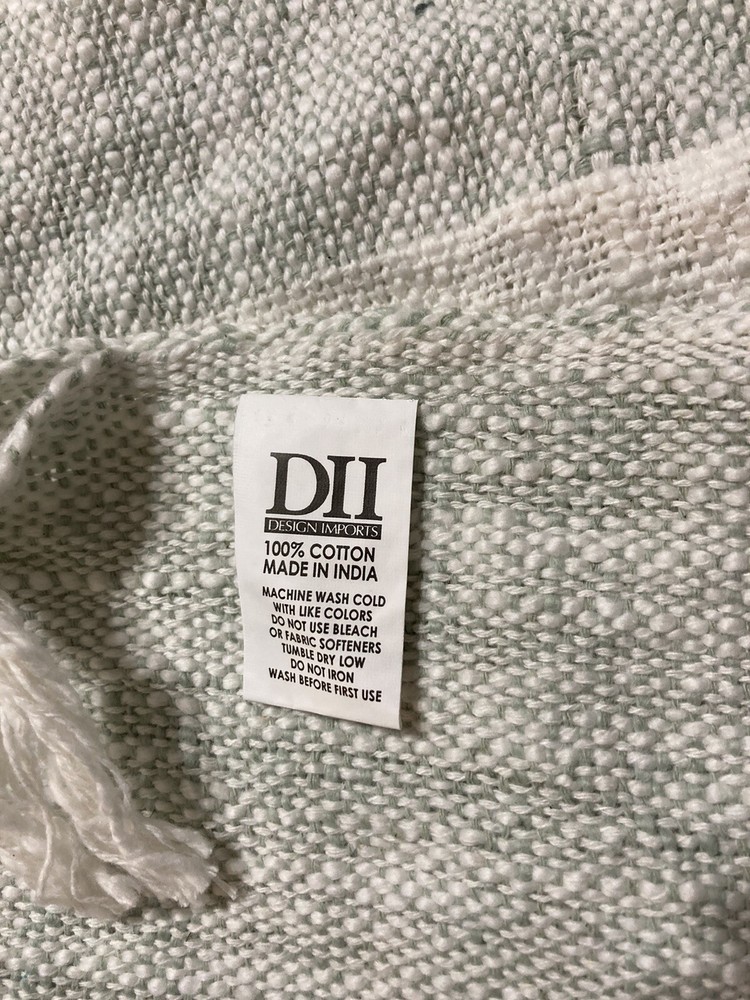 DII
DESIGN IMPORTS
100% COTTON
MADE IN INDIA
MACHINE WASH COLD
WITH LIKE COLORS
DO NOT USE BLEACH
OR FABRIC SOFTENERS
TUMBLE DRY LOW
DO NOT IRON
WASH BEFORE FIRST USE